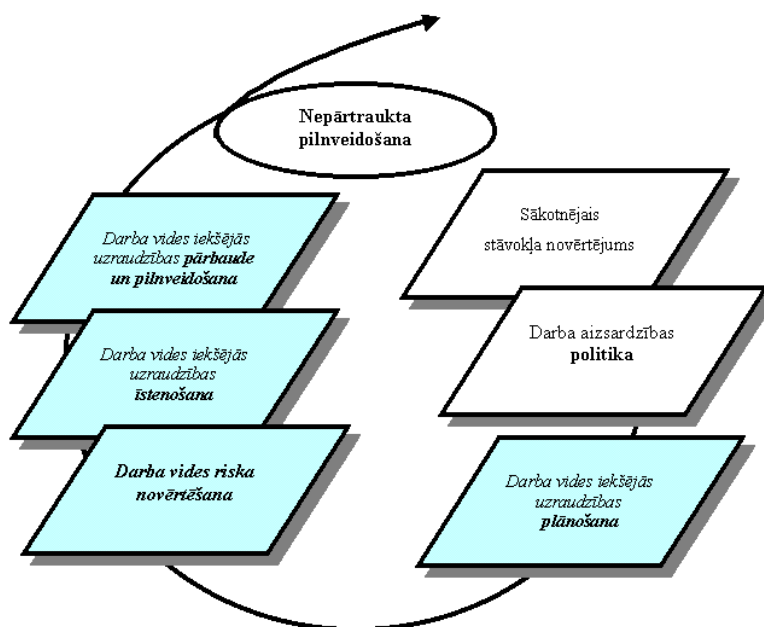 Nepārtraukta
pilnveidošana
Sākotnējais
stāvokļa novērtējums
Darba aizsardzības
politika
Darba vides iekšējās
uzraudzības
plānošana
Darba vides riska
novērtēšana
Darba vides iekšējās
uzraudzības
īstenošana
Darba vides iekšējās
uzraudzības pārbaude
un pilnveidošana